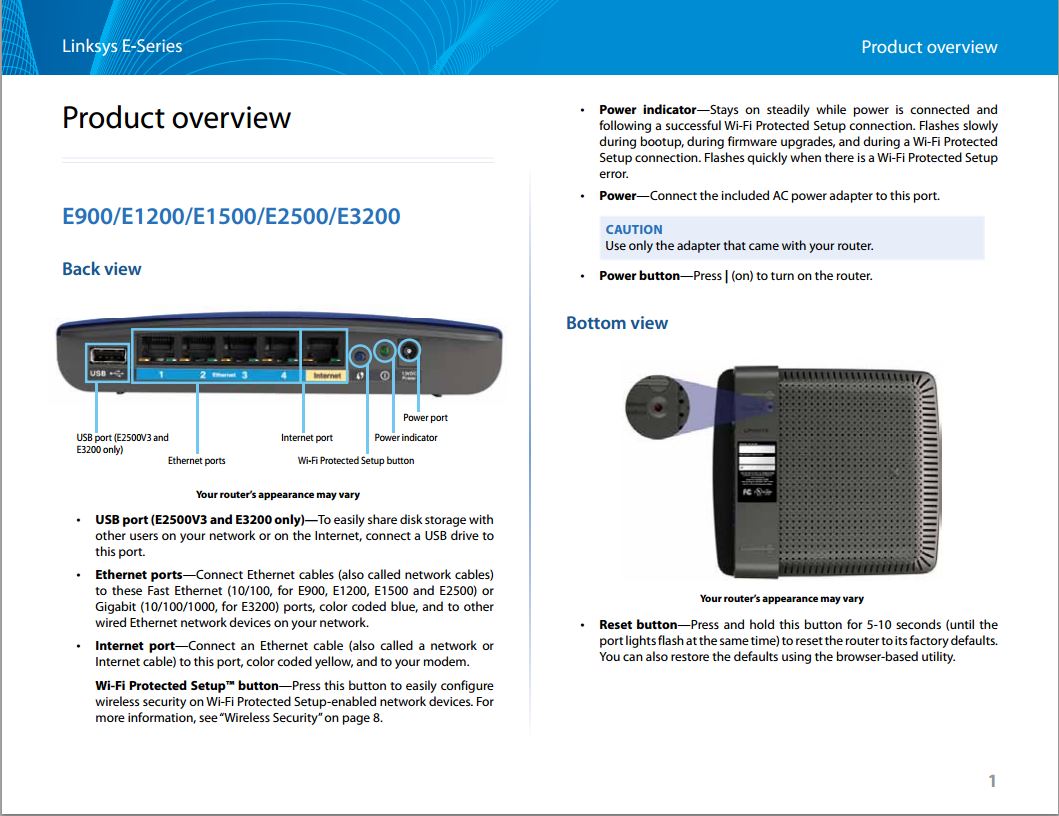 Linksys E-Series
Product overview
Product overview
E900/E1200/E1500/E2500/E3200
Back view
USB
1
2
Ethernet
3
4
Internet
12VDC
Power
Power port
USB port (E2500V3 and
E3200 only)
Internet port
Power indicator
Ethernet ports
Wi-Fi Protected Setup button
Your router's appearance may vary
• USB port (E2500V3 and E3200 only)—To easily share disk storage with
other users on your network or on the Internet, connect a USB drive to
this port.
• Ethernet ports—Connect Ethernet cables (also called network cables)
to these Fast Ethernet (10/100, for E900, E1200, E1500 and E2500) or
Gigabit (10/100/1000, for E3200) ports, color coded blue, and to other
wired Ethernet network devices on your network.
• Internet port—Connect an Ethernet cable (also called a network or
Internet cable) to this port, color coded yellow, and to your modem.
Wi-Fi Protected Setup™ button—Press this button to easily configure
wireless security on Wi-Fi Protected Setup-enabled network devices. For
more information, see “Wireless Security” on page 8.
• Power indicator—Stays on steadily while power is connected and
following a successful Wi-Fi Protected Setup connection. Flashes slowly
during bootup, during firmware upgrades, and during a Wi-Fi Protected
Setup connection. Flashes quickly when there is a Wi-Fi Protected Setup
error.
• Power—Connect the included AC power adapter to this port.
CAUTION
Use only the adapter that came with your router.
• Power button—Press | (on) to turn on the router.
Bottom view
FC
Your router's appearance may vary
• Reset button—Press and hold this button for 5-10 seconds (until the
port lights flash at the same time) to reset the router to its factory defaults.
You can also restore the defaults using the browser-based utility.
1